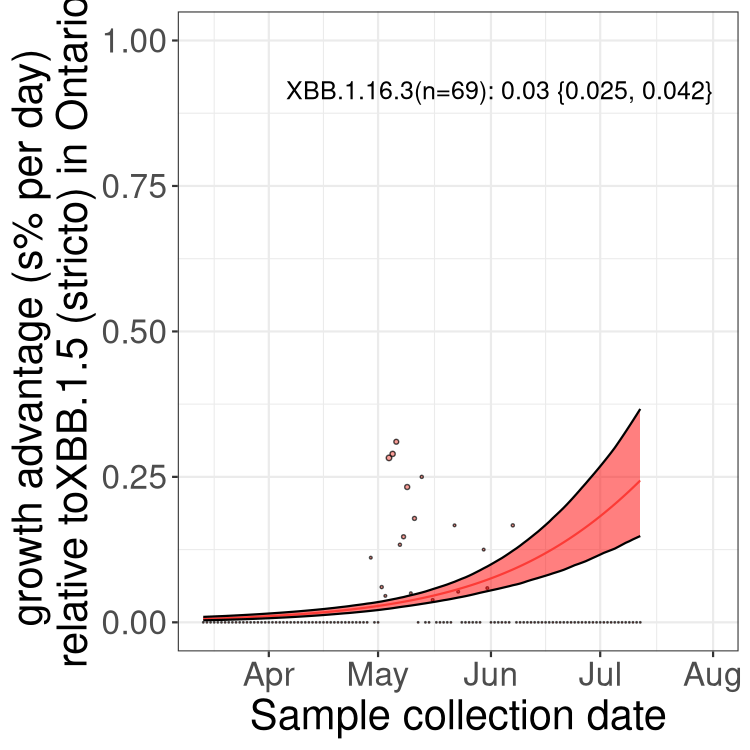 growth advantage (s% per day)
relative toXBB.1.5 (stricto) in Ontario
1.00
0.75
0.50
0.25
0.00
XBB.1.16.3(n=69): 0.03 {0.025, 0.042}
Apr
May
Jun
Jul
Aug
Sample collection date